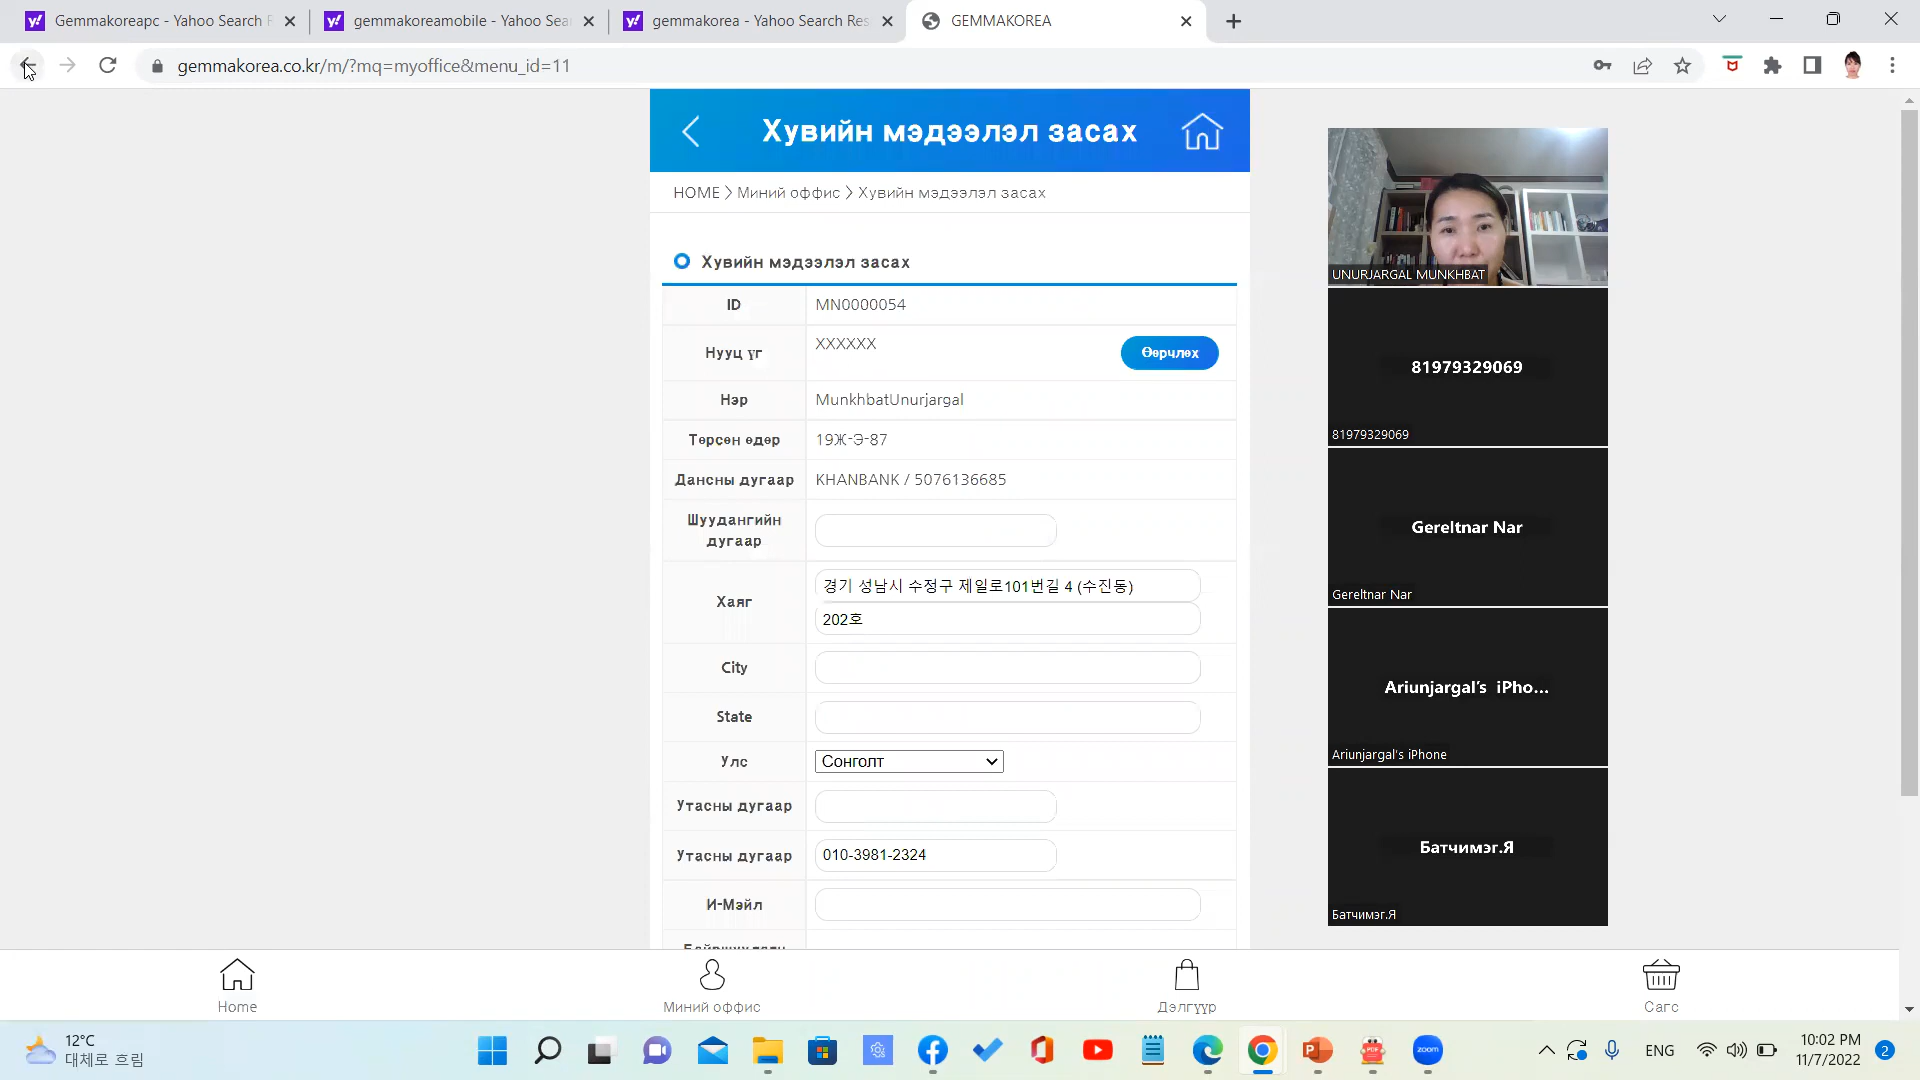 Gemmakoreapc - Yahoo Search R
gemmakoreamobile - Yahoo Sea
gemmakorea - Yahoo Search Res
GEMMAKOREA
gemmakorea.co.kr/m/?mq=myoffice&menu_id=11
Хувийн мэдээлэл засах
HOME > Миний оффис > Хувийн мэдээлэл засах
Хувийн мэдээлэл засах
ID MN0000054
Нууц үг XXXXXX Өөрчлөх
Нэр MunkhbatUnurjargal
Төрсөн өдөр 19Ж-Э-87
Дансны дугаар KHANBANK / 5076136685
Шуудангийн
дугаар
Хаяг 경기 성남시 수정구 제일로101번길 4 (수진동)
202호
City
State
Улс Сонголт
Утасны дугаар
Утасны дугаар 010-3981-2324
И-Мэйл
UNURJARGAL MUNKHBAT
81979329069
81979329069
Gereltnar Nar
Gereltnar Nar
Ariunjargal's iPho...
Ariunjargal's iPhone
Батчимэг.Я
Батчимэг.Я
Home
Миний оффис
Дэлгүүр
Сагс
12°C
대체로 흐림
zoom
ENG
10:02 PM
11/7/2022
2